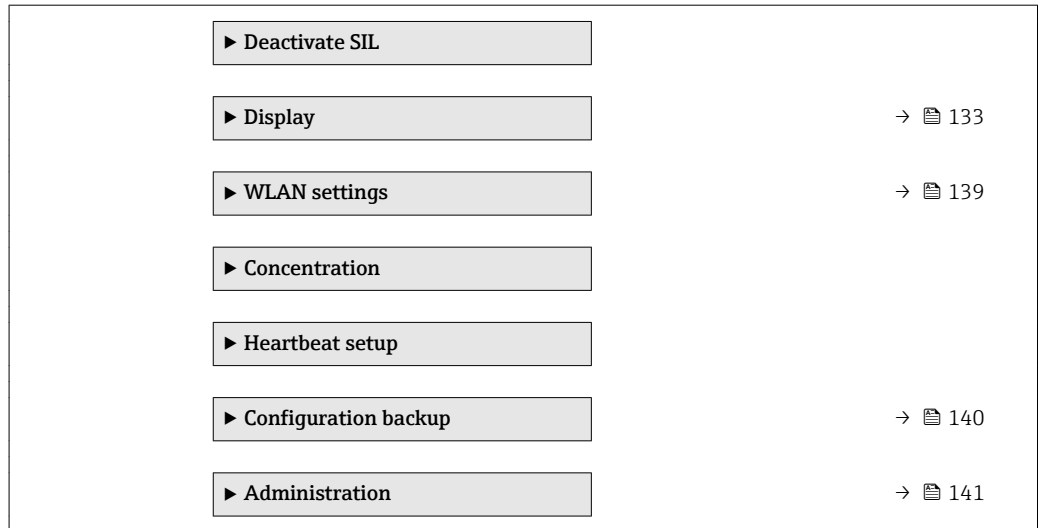 ▶ Deactivate SIL
▶ Display → 133
▶ WLAN settings → 139
▶ Concentration
▶ Heartbeat setup
▶ Configuration backup → 140
▶ Administration → 141